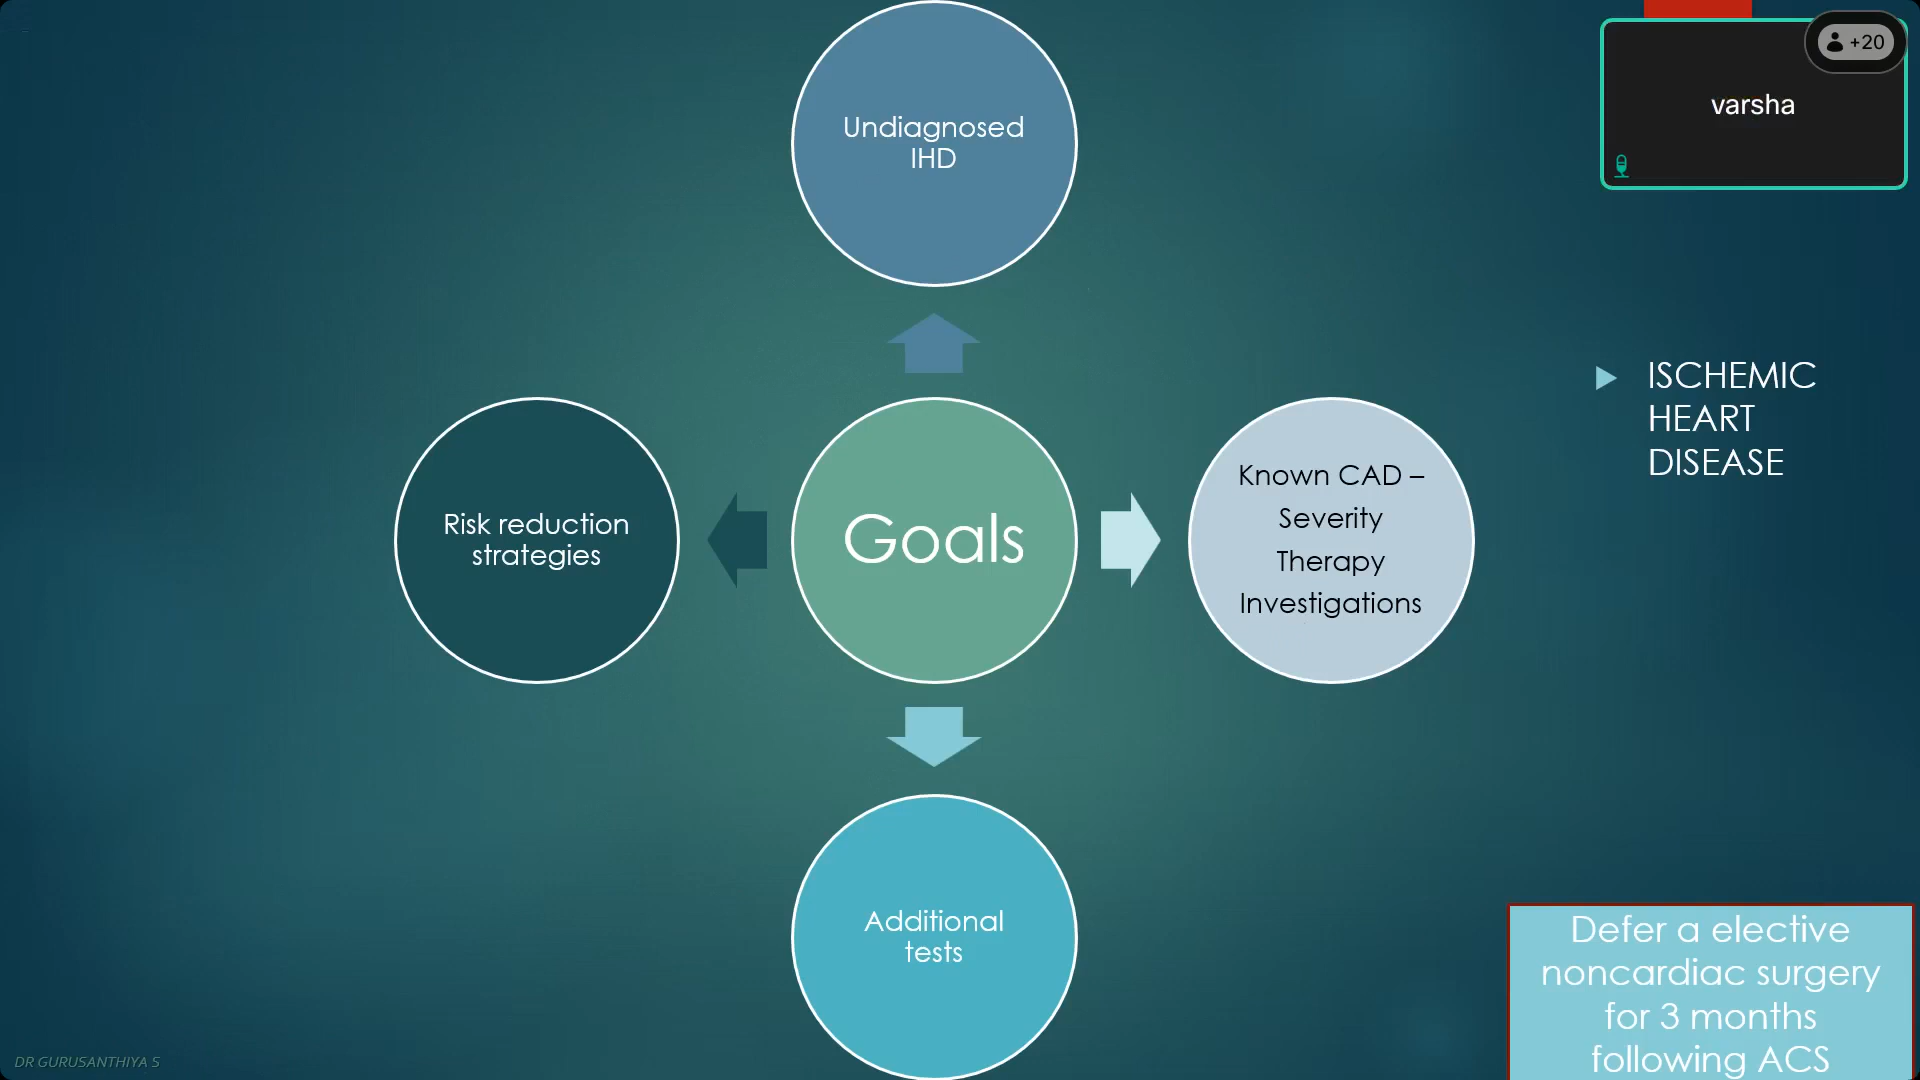 Undiagnosed
IHD
+20
varsha
Risk reduction
strategies
Goals
Known CAD –
Severity
Therapy
Investigations
ISCHEMIC
HEART
DISEASE
Additional
tests
Defer a elective
noncardiac surgery
for 3 months
following ACS
DR GURUSANTHIYA S